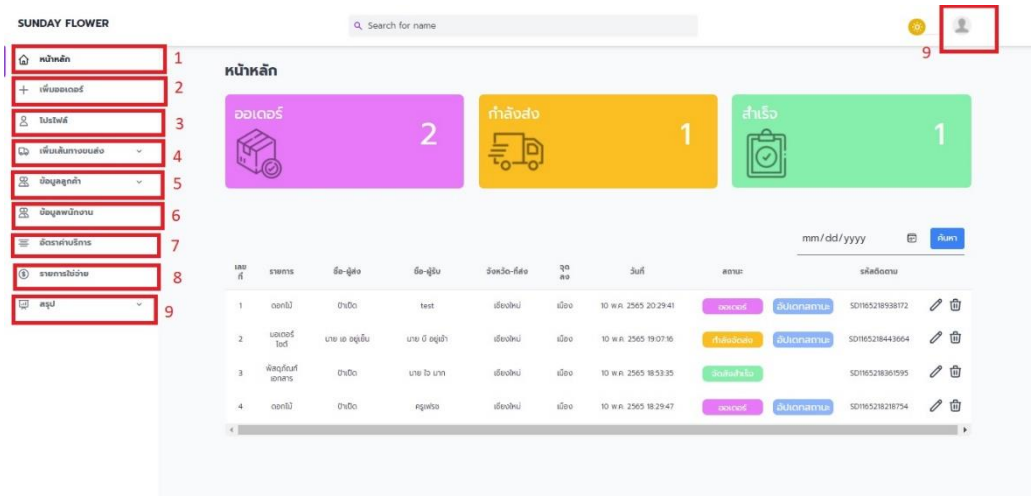 SUNDAY FLOWER
Search for name
9
หน้าหลัก 1
เพิ่มออเดอร์ 2
โปรไฟล์ 3
เพิ่มเส้นทางขนส่ง 4
ข้อมูลลูกค้า 5
ข้อมูลพนักงาน 6
อัตราค่าบริการ 7
รายการใช้จ่าย 8
สรุป 9
หน้าหลัก
ออเดอร์ 2
กำลังส่ง 1
สำเร็จ 1
mm/dd/yyyy ค้นหา
เลข
ที่ รายการ ชื่อ-ผู้ส่ง ชื่อ-ผู้รับ จังหวัด-ที่ส่ง จุด
ลง วันที่ สถานะ รหัสติดตาม
1 ดอกไม้ ป้าเปิด test เชียงใหม่ เมือง 10 พ.ค. 2565 20:29:41 ออเดอร์ อัปเดทสถานะ SD1165218938172
2 มอเตอร์
ไซต์ นาย เอ อยู่เย็น นาย บี อยู่เช้า เชียงใหม่ เมือง 10 พ.ค. 2565 19:07:16 กำลังจัดส่ง อัปเดทสถานะ SD1165218443664
3 พัสดุภัณฑ์
เอกสาร ป้าเปิด นาย ใจ มาก เชียงใหม่ เมือง 10 พ.ค. 2565 18:53:35 จัดส่งสำเร็จ SD1165218361595
4 ดอกไม้ ป้าเปิด เชียงใหม่ เมือง 10 พ.ค. 2565 18:29:47 ออเดอร์ อัปเดทสถานะ SD1165218218754